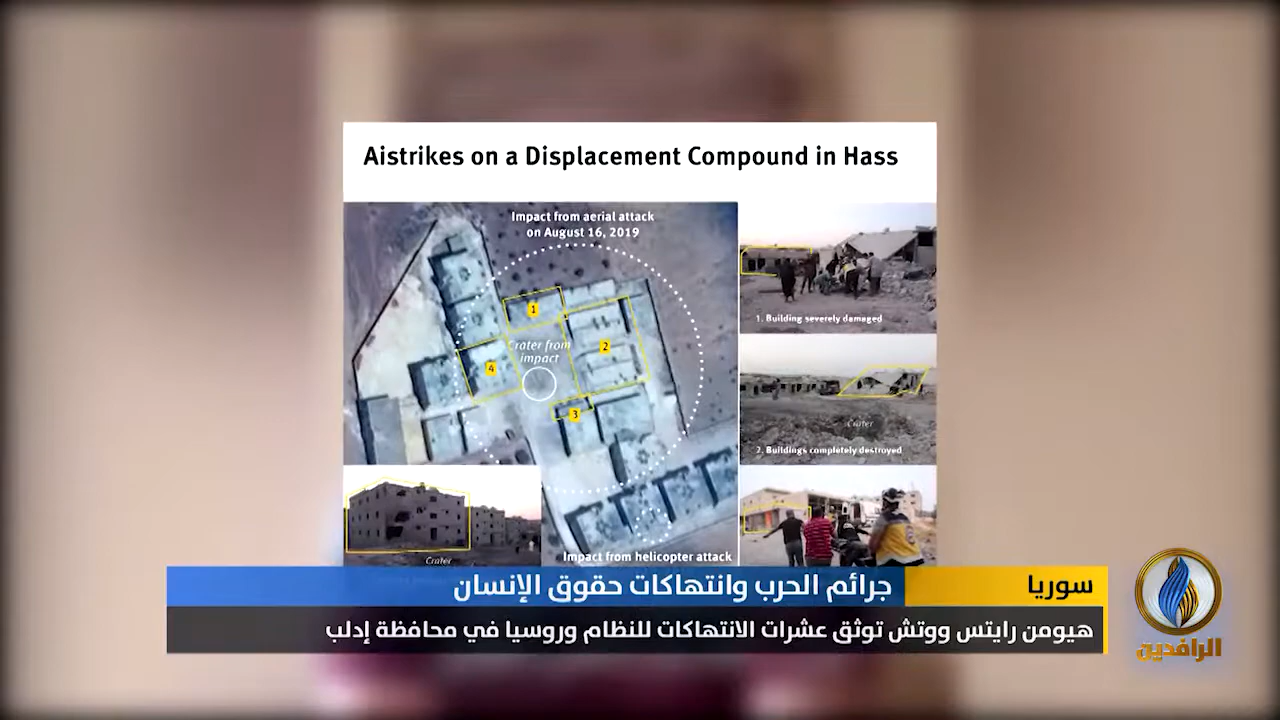 Aistrikes on a Displacement Compound in Hass
Impact from aerial attack
on August 16, 2019
1
Crater from
impact
2
4
3
1. Building severely damaged
Crater
2. Buildings completely destroyed
Crater
Impact from helicopter attack
سوريا
جرائم الحرب وانتهاكات حقوق الإنسان
هيومن رايتس ووتش توثق عشرات الانتهاكات للنظام وروسيا في محافظة إدلب
الرافدين